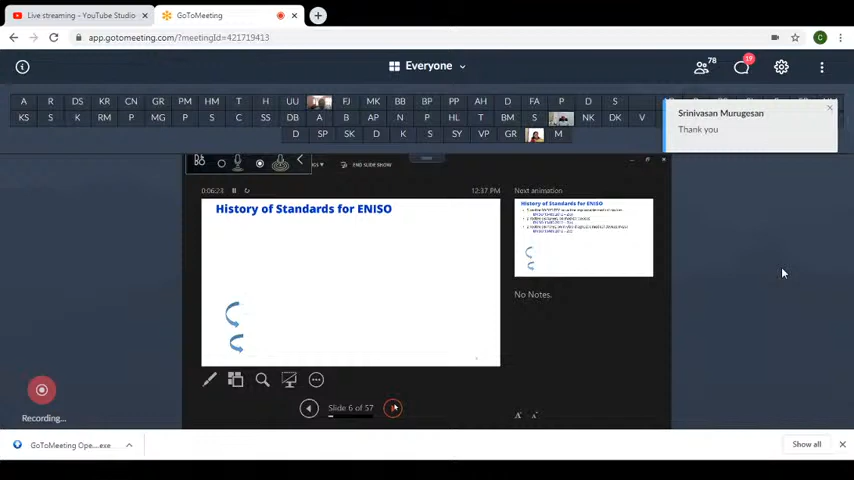 Live streaming - YouTube Studio
GoToMeeting
app.gotomeeting.com/?meetingId=421719413
C
Everyone
78
19
A R DS KR CN GR PM HM T H UU FJ MK BB BP PP AH D FA P D S
KS S K RM P MG P S C SS DB A B AP N P HL T BM S NK DK V
D SP SK D K S SY VP GR M
Srinivasan Murugesan
Thank you
END SLIDE SHOW
0:06:23
12:37 PM
Next animation
History of Standards for ENISO
History of Standards for ENISO
No Notes.
Slide 6 of 57
A A
Recording...
GoToMeeting Ope....exe
Show all